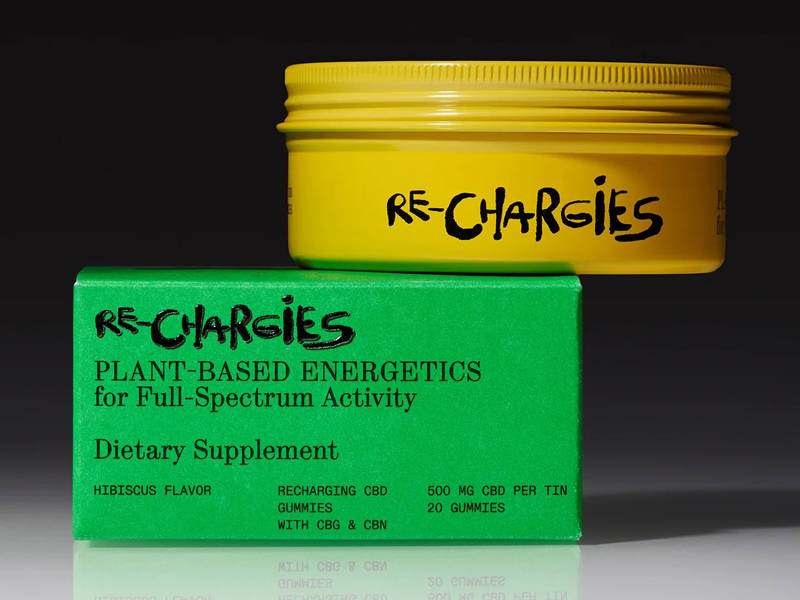 RE-CHARGiES
RE-CHARGiES
PLANT-BASED ENERGETICS
for Full-Spectrum Activity
Dietary Supplement
HIBISCUS FLAVOR
RECHARGING CBD
GUMMIES
WITH CBG & CBN
500 MG CBD PER TIN
20 GUMMIES